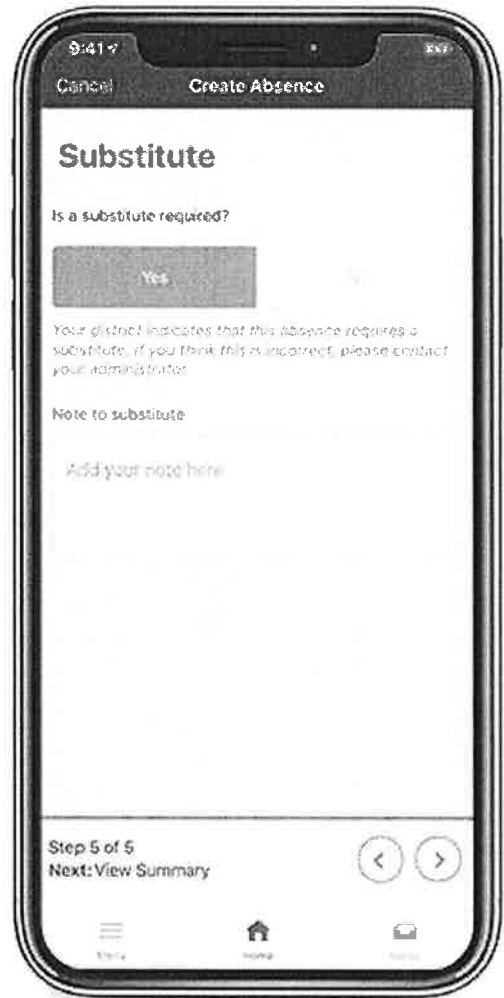 9:41
Cancel Create Absence
Substitute
Is a substitute required?
Yes
Your district indicates that this absence requires a
substitute. If you think this is incorrect, please contact
your administrator.
Note to substitute
Add your note here
Step 5 of 5
Next: View Summary
Menu Home